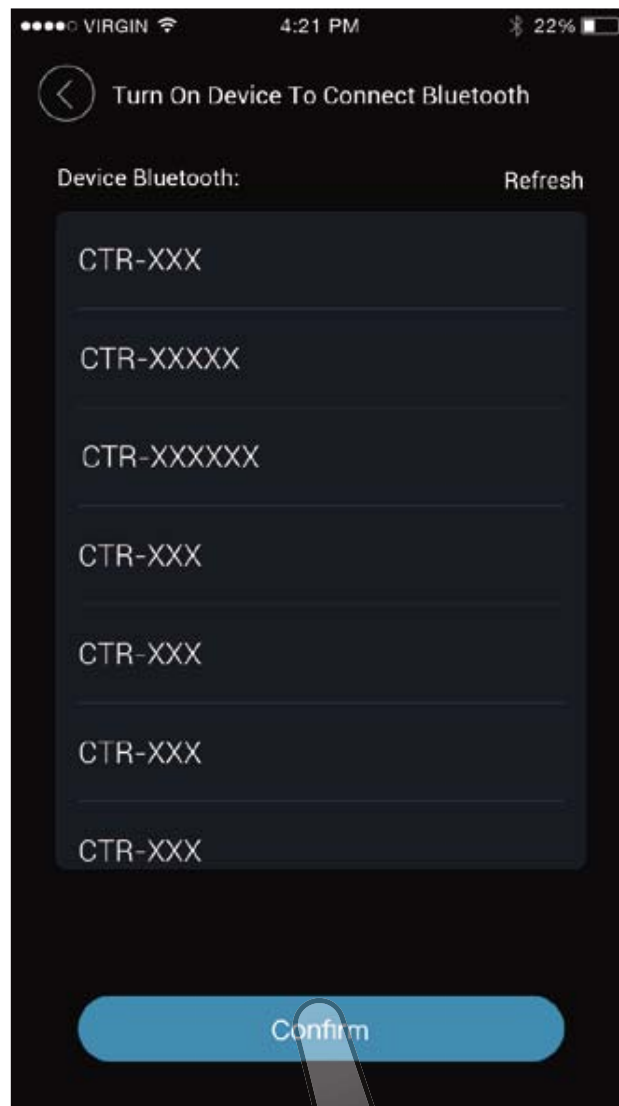 VIRGIN 4:21 PM 22%
Turn On Device To Connect Bluetooth
Device Bluetooth: Refresh
CTR-XXX
CTR-XXXXX
CTR-XXXXXX
CTR-XXX
CTR-XXX
CTR-XXX
CTR-XXX
Confirm